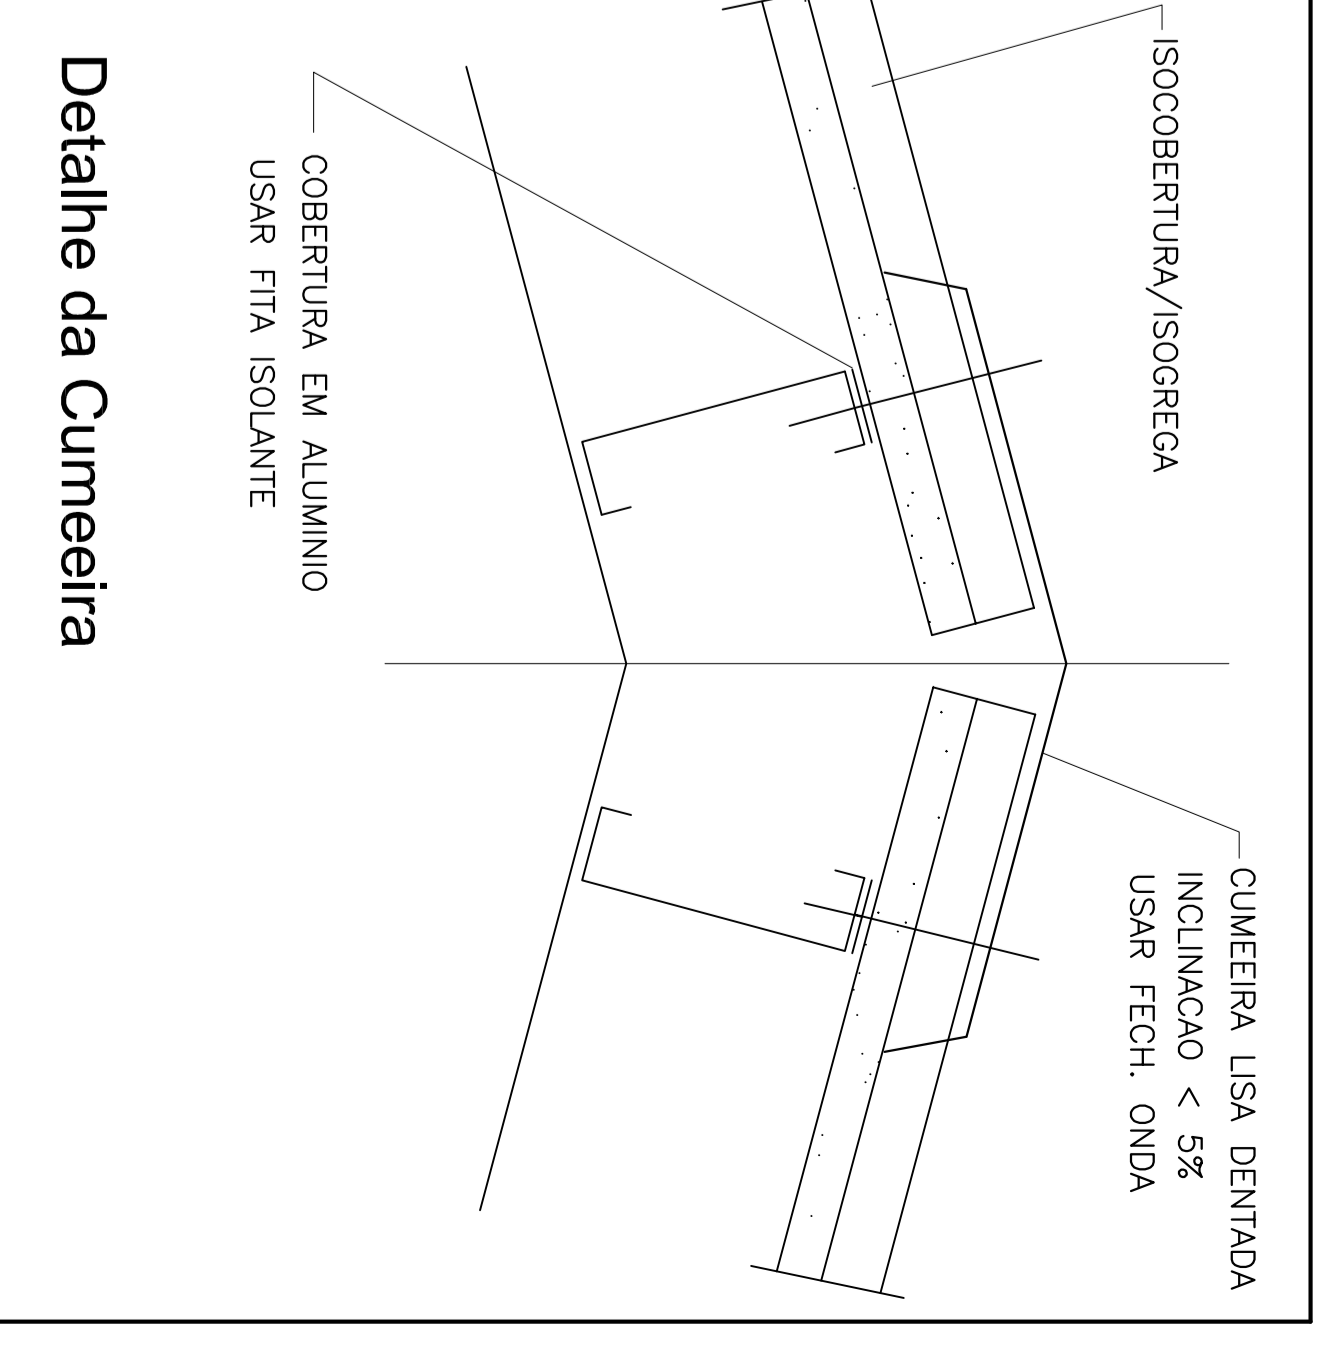 ISOCOBERTURA/ISOGREGA
CUMEEIRA LISA DENTADA
INCLINACAO < 5%
USAR FECH. ONDA
COBERTURA EM ALUMINIO
USAR FITA ISOLANTE
Detalhe da Cumeeira